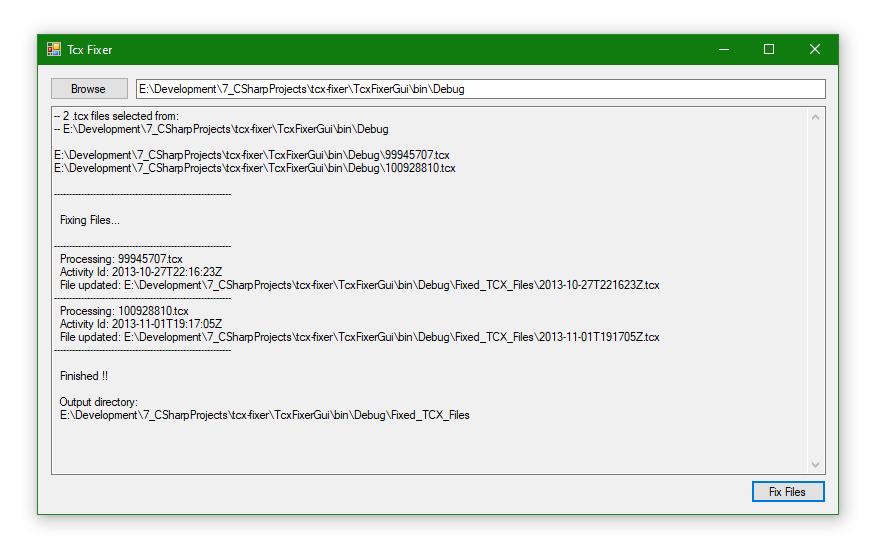 Tcx Fixer
Browse
E:\Development\7_CSharpProjects\tcx-fixer\TcxFixerGui\bin\Debug
-- 2 .tcx files selected from:
-- E:\Development\7_CSharpProjects\tcx-fixer\TcxFixerGui\bin\Debug
E:\Development\7_CSharpProjects\tcx-fixer\TcxFixerGui\bin\Debug\99945707.tcx
E:\Development\7_CSharpProjects\tcx-fixer\TcxFixerGui\bin\Debug\100928810.tcx
-----------------------------------------------------------
Fixing Files...
-----------------------------------------------------------
Processing: 99945707.tcx
Activity Id: 2013-10-27T22:16:23Z
File updated: E:\Development\7_CSharpProjects\tcx-fixer\TcxFixerGui\bin\Debug\Fixed_TCX_Files\2013-10-27T221623Z.tcx
-----------------------------------------------------------
Processing: 100928810.tcx
Activity Id: 2013-11-01T19:17:05Z
File updated: E:\Development\7_CSharpProjects\tcx-fixer\TcxFixerGui\bin\Debug\Fixed_TCX_Files\2013-11-01T191705Z.tcx
-----------------------------------------------------------
Finished !!
Output directory:
E:\Development\7_CSharpProjects\tcx-fixer\TcxFixerGui\bin\Debug\Fixed_TCX_Files
Fix Files